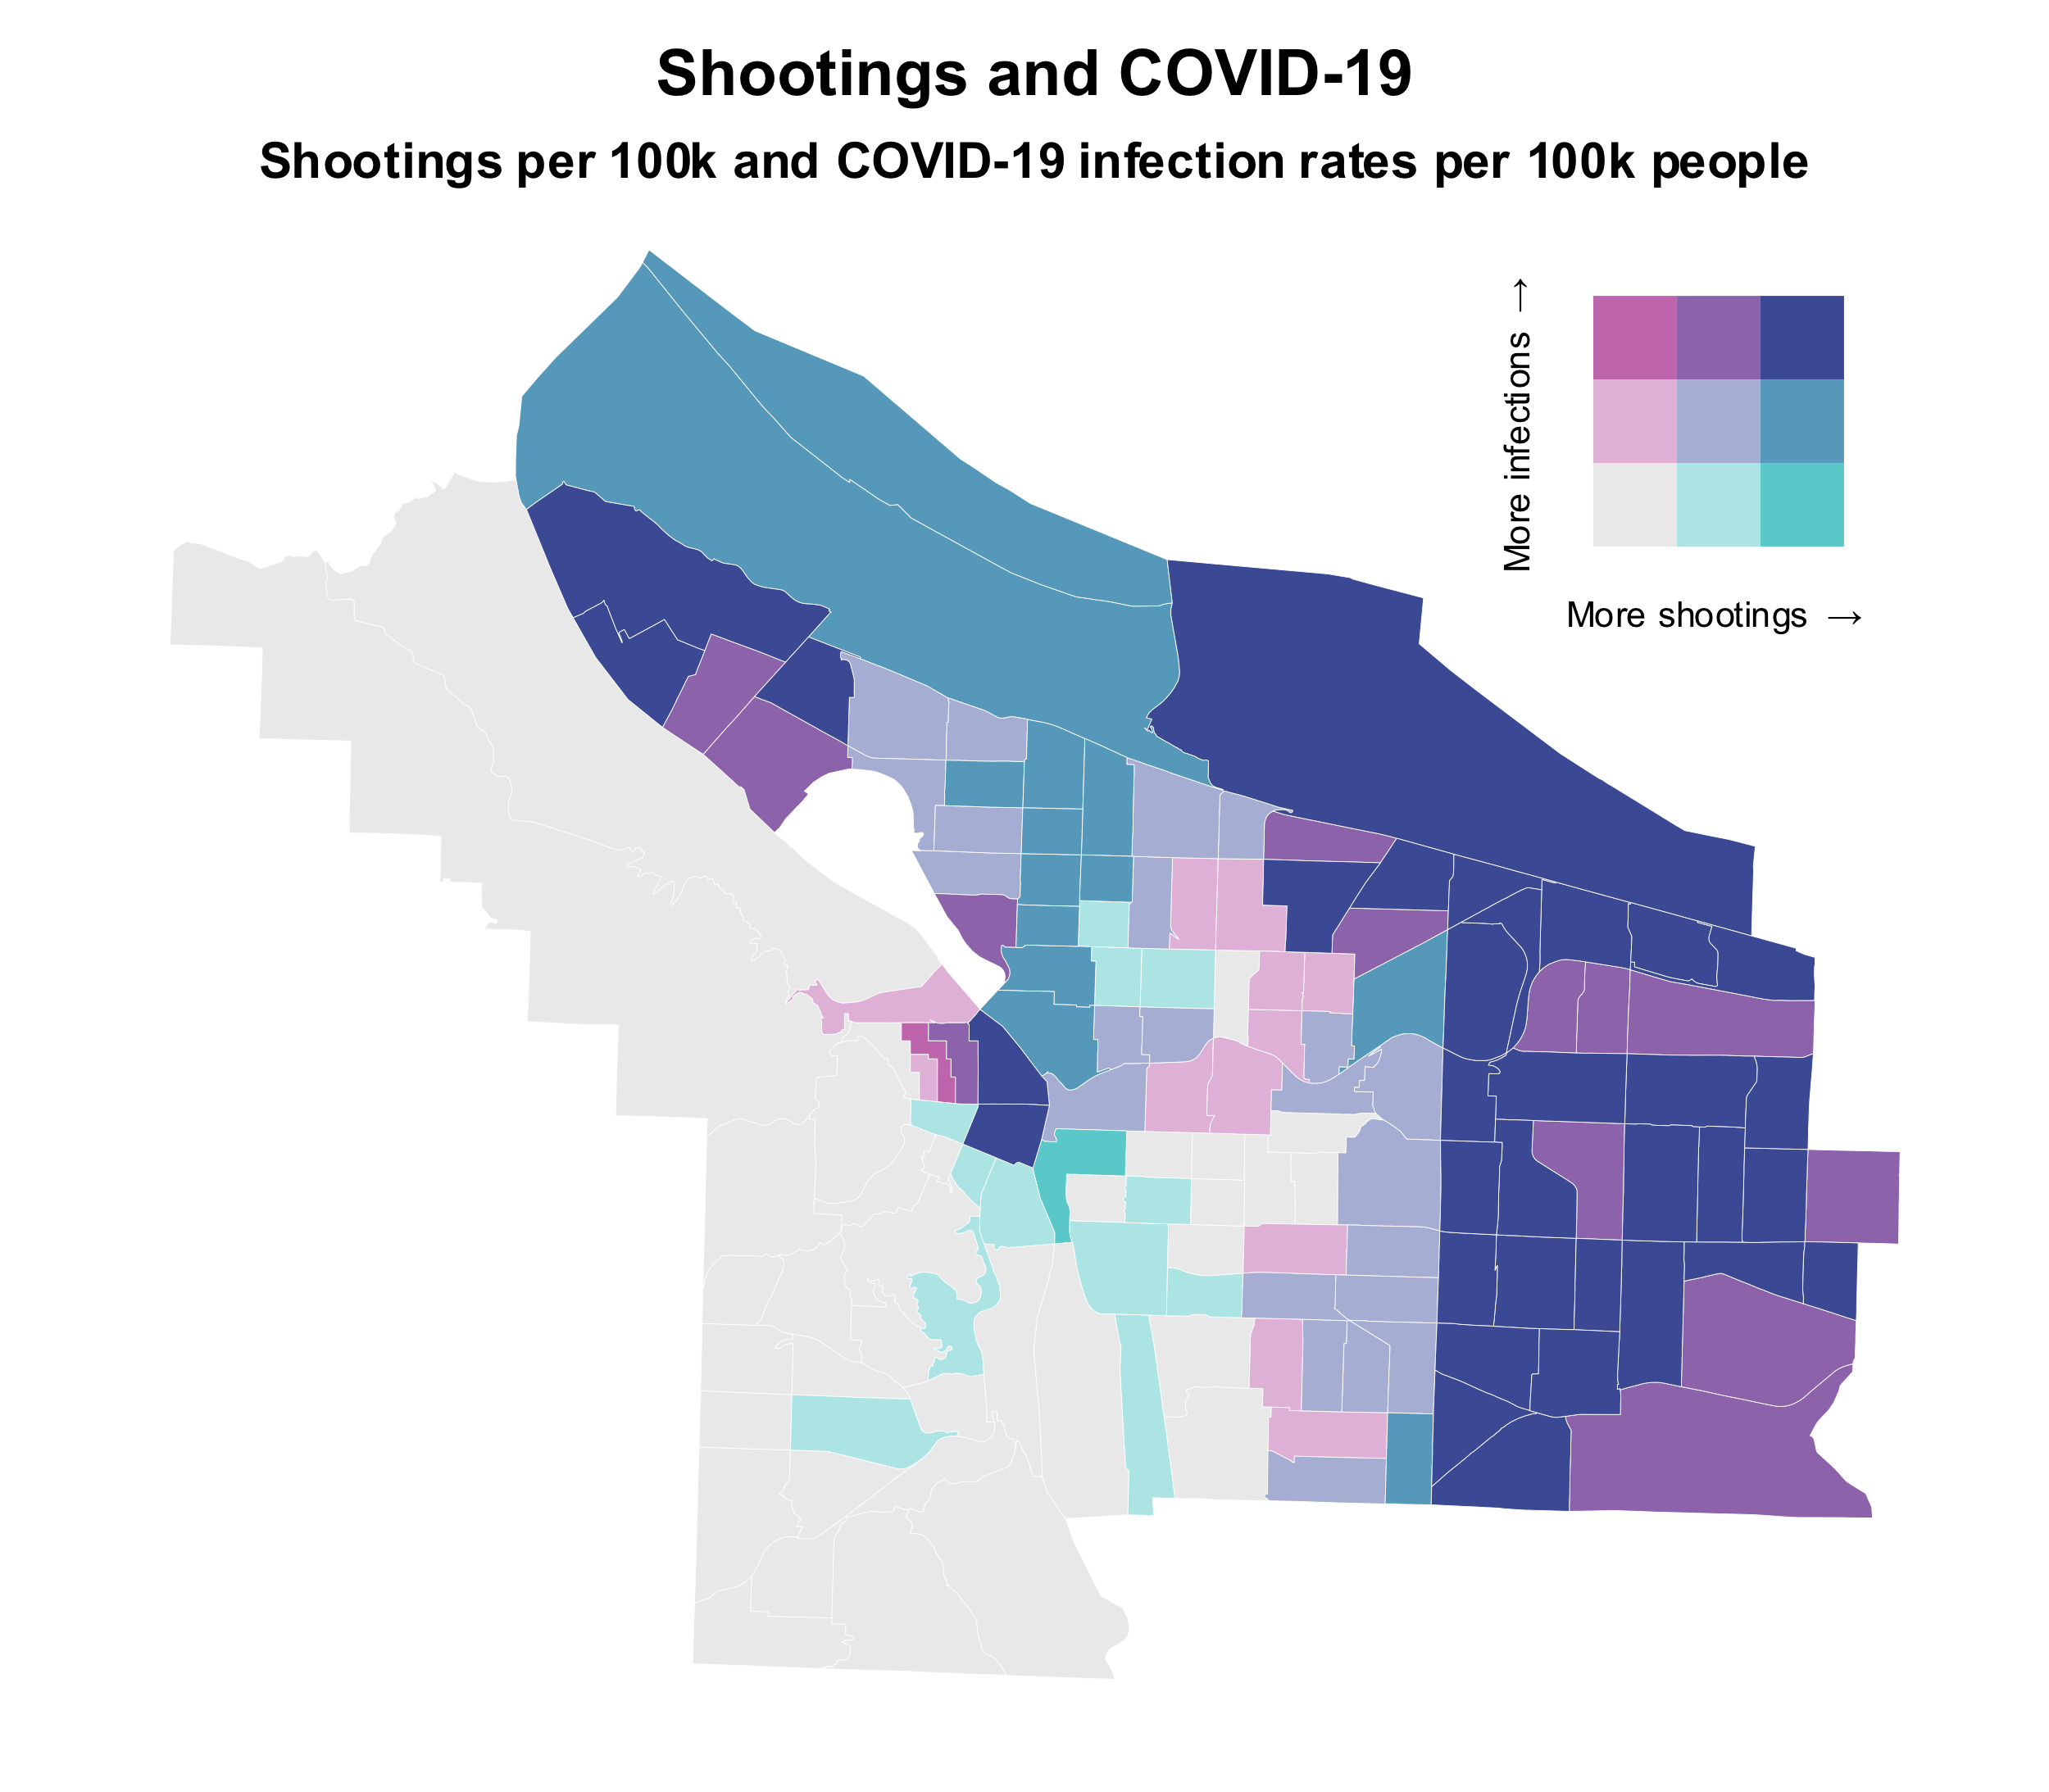 Shootings and COVID-19
Shootings per 100k and COVID-19 infection rates per 100k people
More infections →
More shootings →